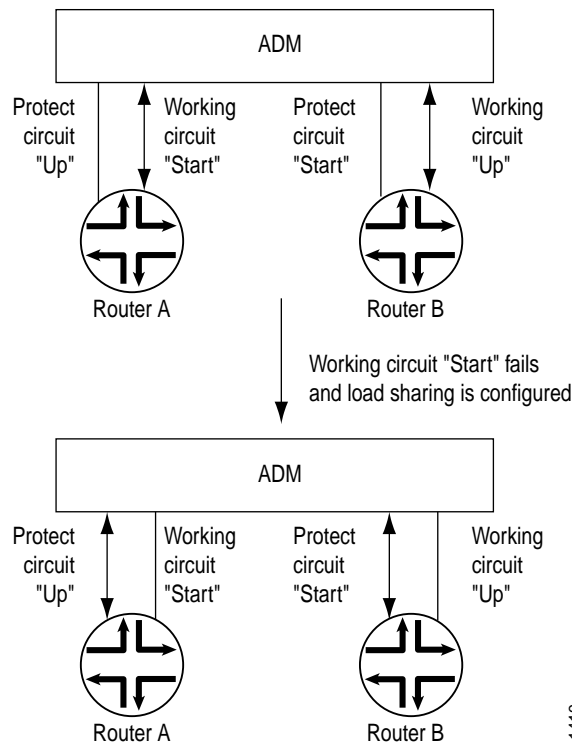 ADM
Protect
circuit
"Up"
Working
circuit
"Start"
Protect
circuit
"Start"
Working
circuit
"Up"
Router A
Router B
Working circuit "Start" fails
and load sharing is configured
ADM
Protect
circuit
"Up"
Working
circuit
"Start"
Protect
circuit
"Start"
Working
circuit
"Up"
Router A
Router B